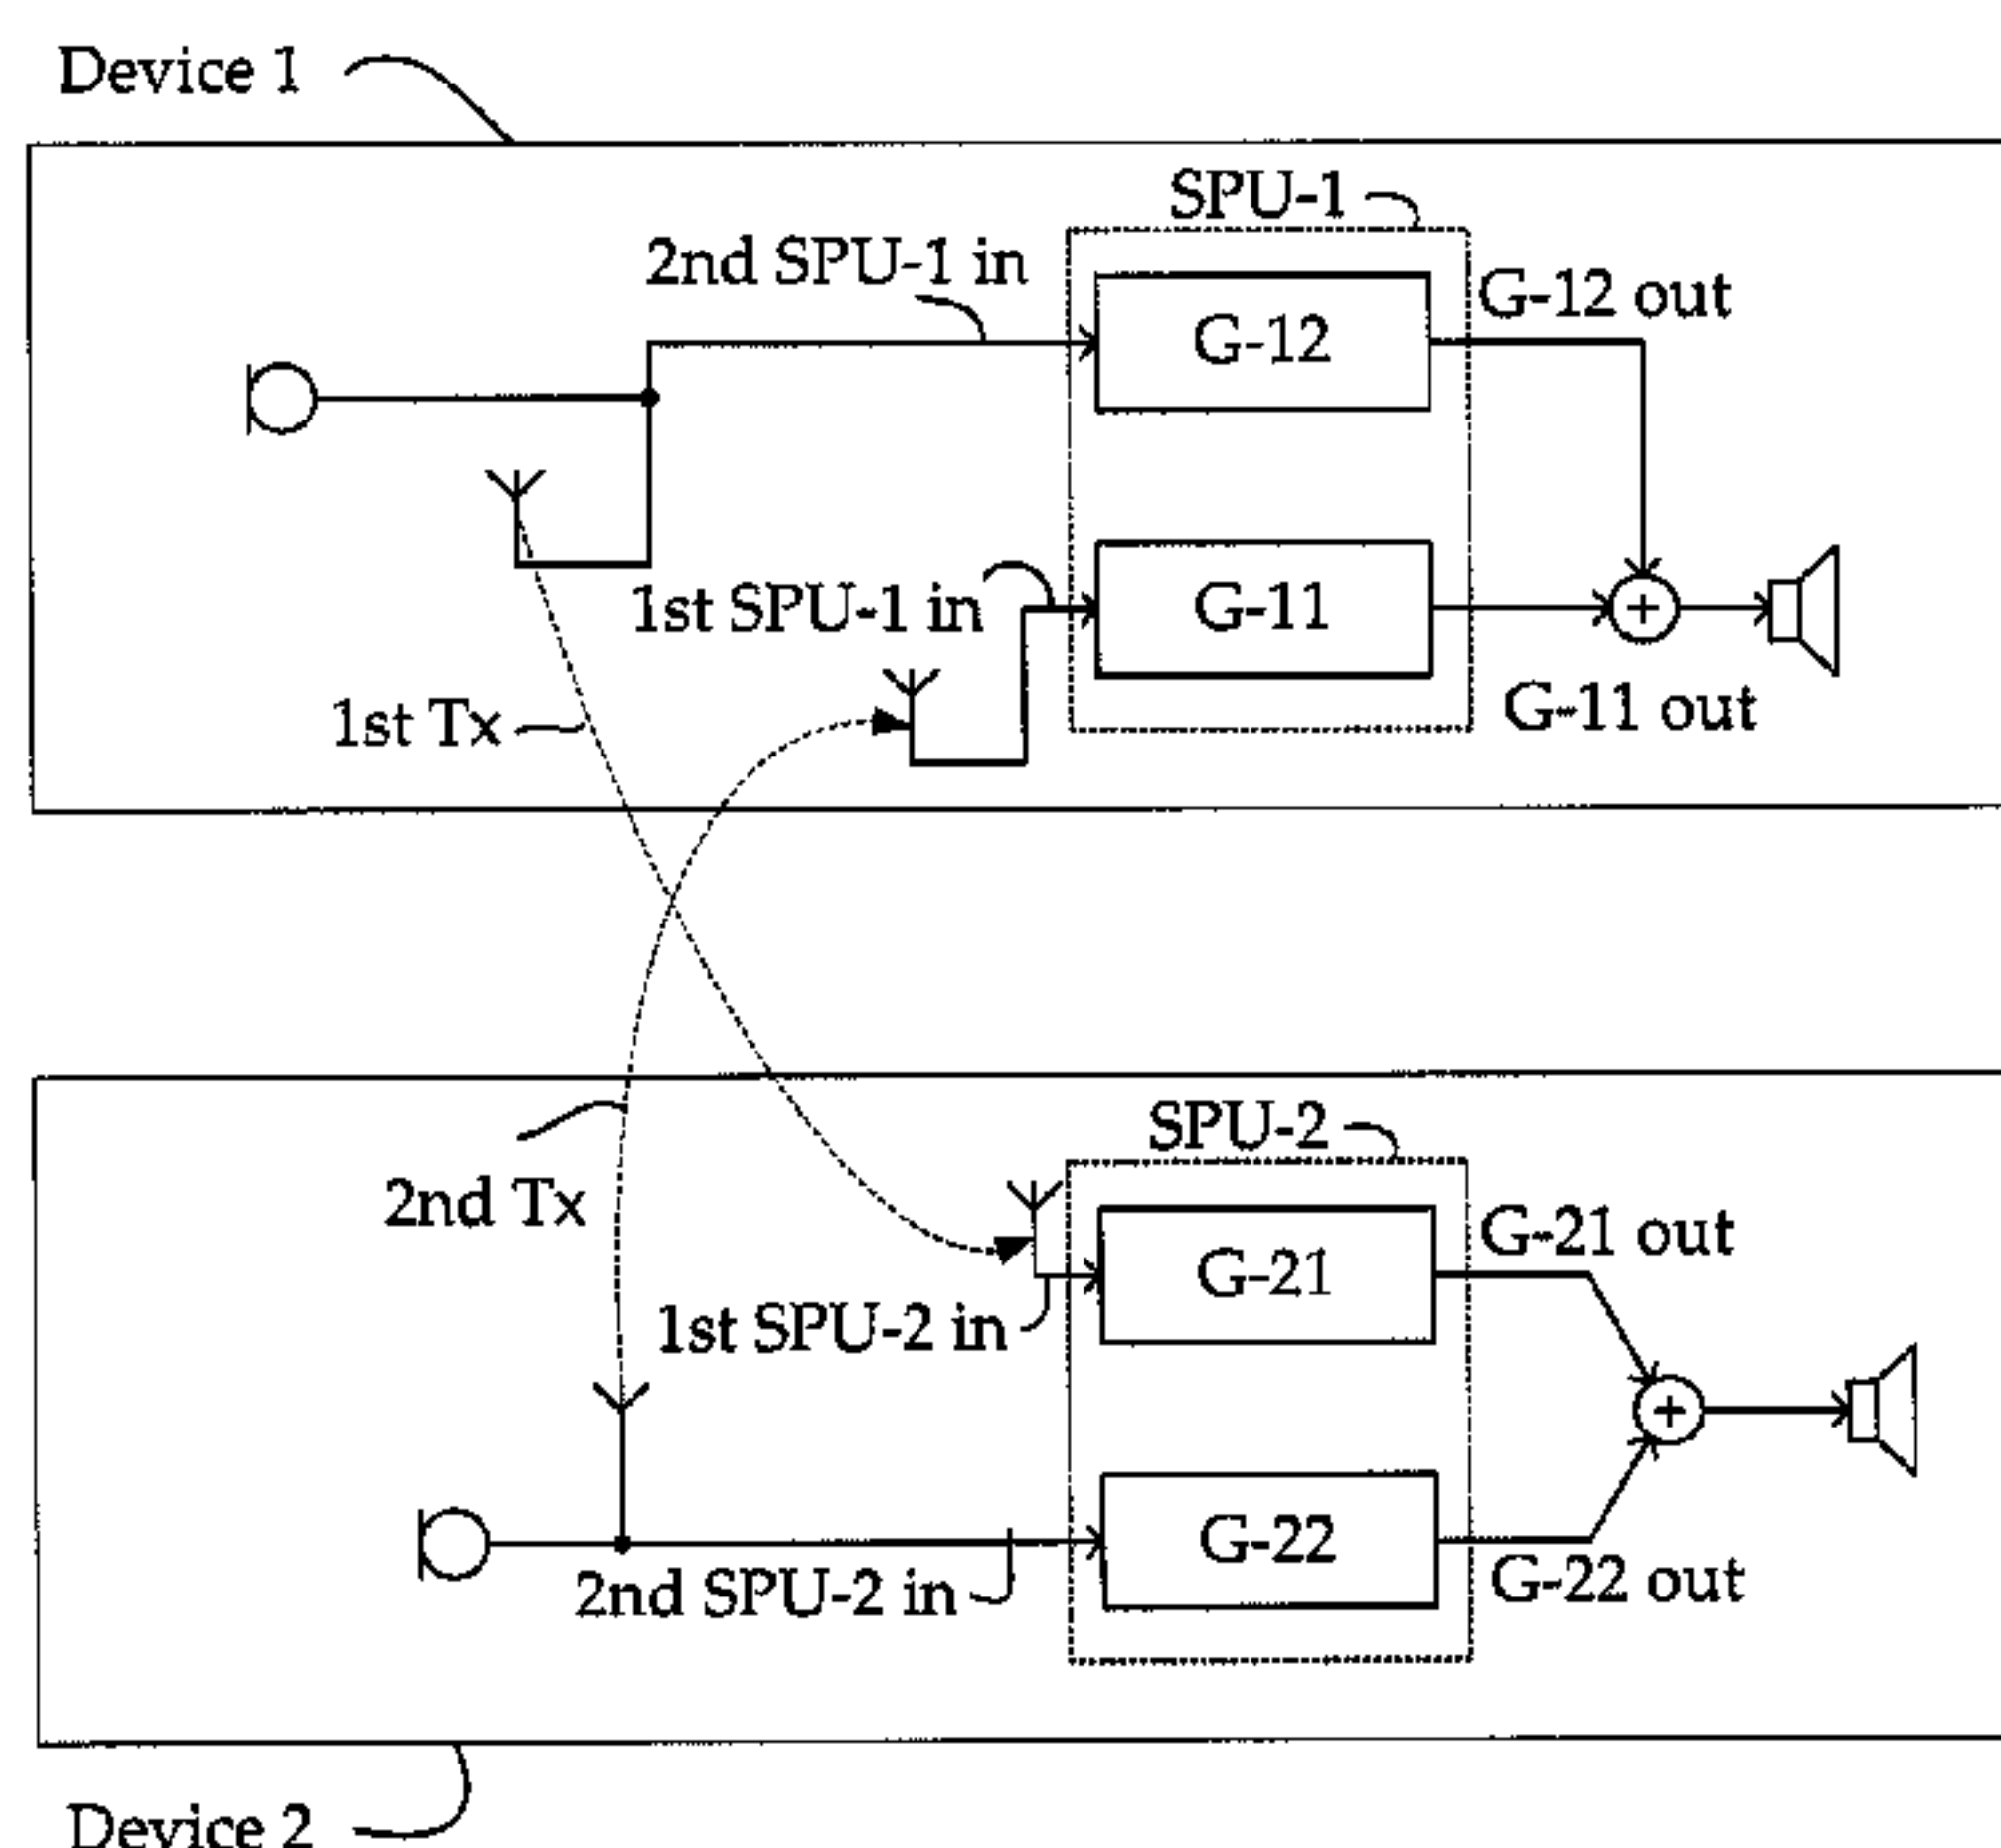 Device 1
SPU-1
2nd SPU-1 in
G-12
G-12 out
1st SPU-1 in
G-11
+
1st Tx
G-11 out
SPU-2
2nd Tx
G-21
G-21 out
1st SPU-2 in
+
G-22
2nd SPU-2 in
G-22 out
Device 2